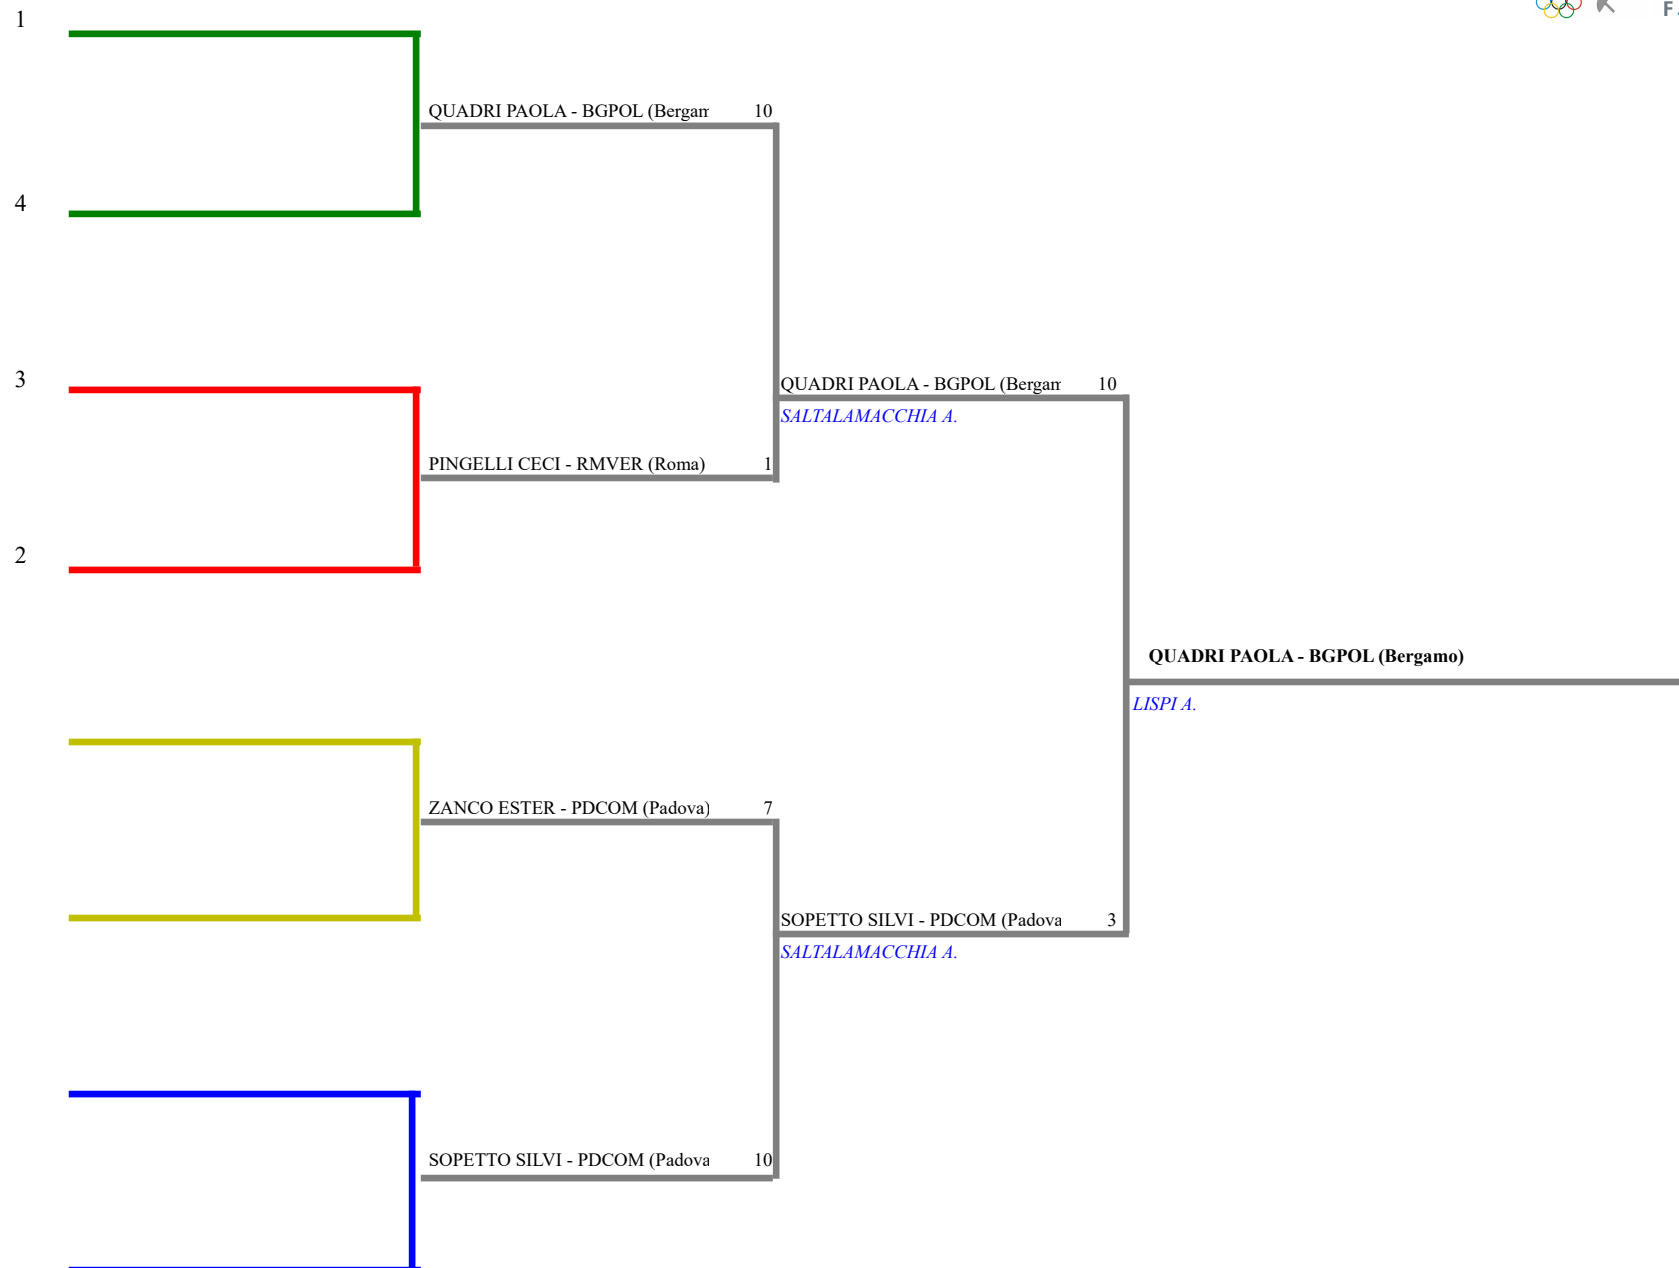 1
F
QUADRI PAOLA - BGPOL (Bergam 10
4
3
QUADRI PAOLA - BGPOL (Bergam 10
SALTALAMACCHIA A.
PINGELLI CECI - RMVER (Roma) 1
2
QUADRI PAOLA - BGPOL (Bergamo)
LISPI A.
ZANCO ESTER - PDCOM (Padova) 7
SOPETTO SILVI - PDCOM (Padova 3
SALTALAMACCHIA A.
SOPETTO SILVI - PDCOM (Padova 10